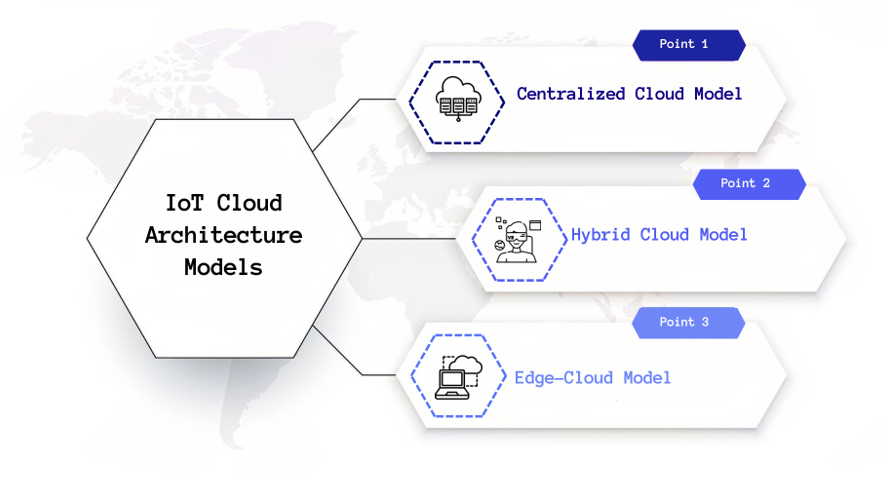 IoT Cloud
Architecture
Models
Point 1
Centralized Cloud Model
Point 2
Hybrid Cloud Model
Point 3
Edge-Cloud Model